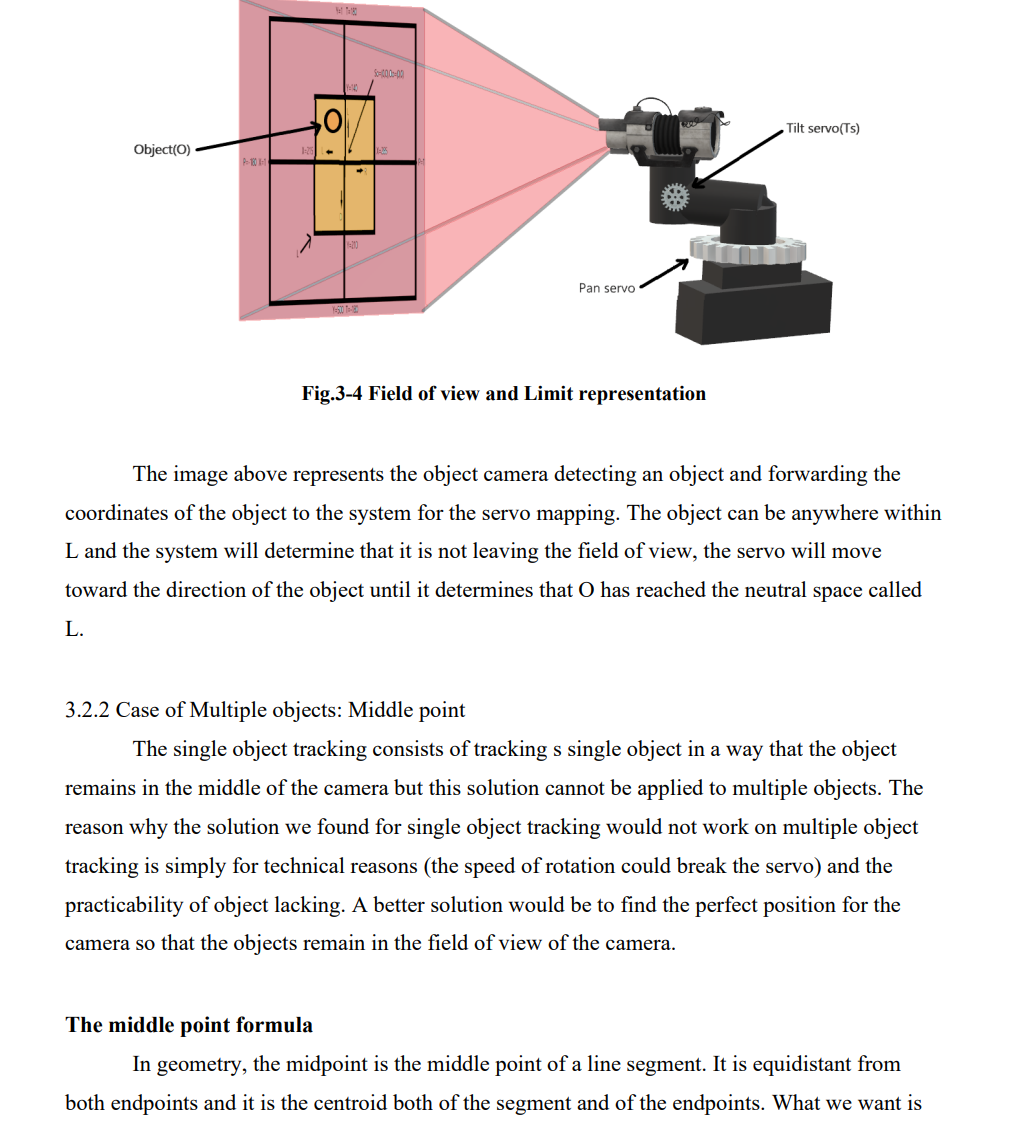 Object(O)
Tilt servo(Ts)
Pan servo
Fig.3-4 Field of view and Limit representation
The image above represents the object camera detecting an object and forwarding the
coordinates of the object to the system for the servo mapping. The object can be anywhere within
L and the system will determine that it is not leaving the field of view, the servo will move
toward the direction of the object until it determines that O has reached the neutral space called
L.
3.2.2 Case of Multiple objects: Middle point
The single object tracking consists of tracking s single object in a way that the object
remains in the middle of the camera but this solution cannot be applied to multiple objects. The
reason why the solution we found for single object tracking would not work on multiple object
tracking is simply for technical reasons (the speed of rotation could break the servo) and the
practicability of object lacking. A better solution would be to find the perfect position for the
camera so that the objects remain in the field of view of the camera.
The middle point formula
In geometry, the midpoint is the middle point of a line segment. It is equidistant from
both endpoints and it is the centroid both of the segment and of the endpoints. What we want is